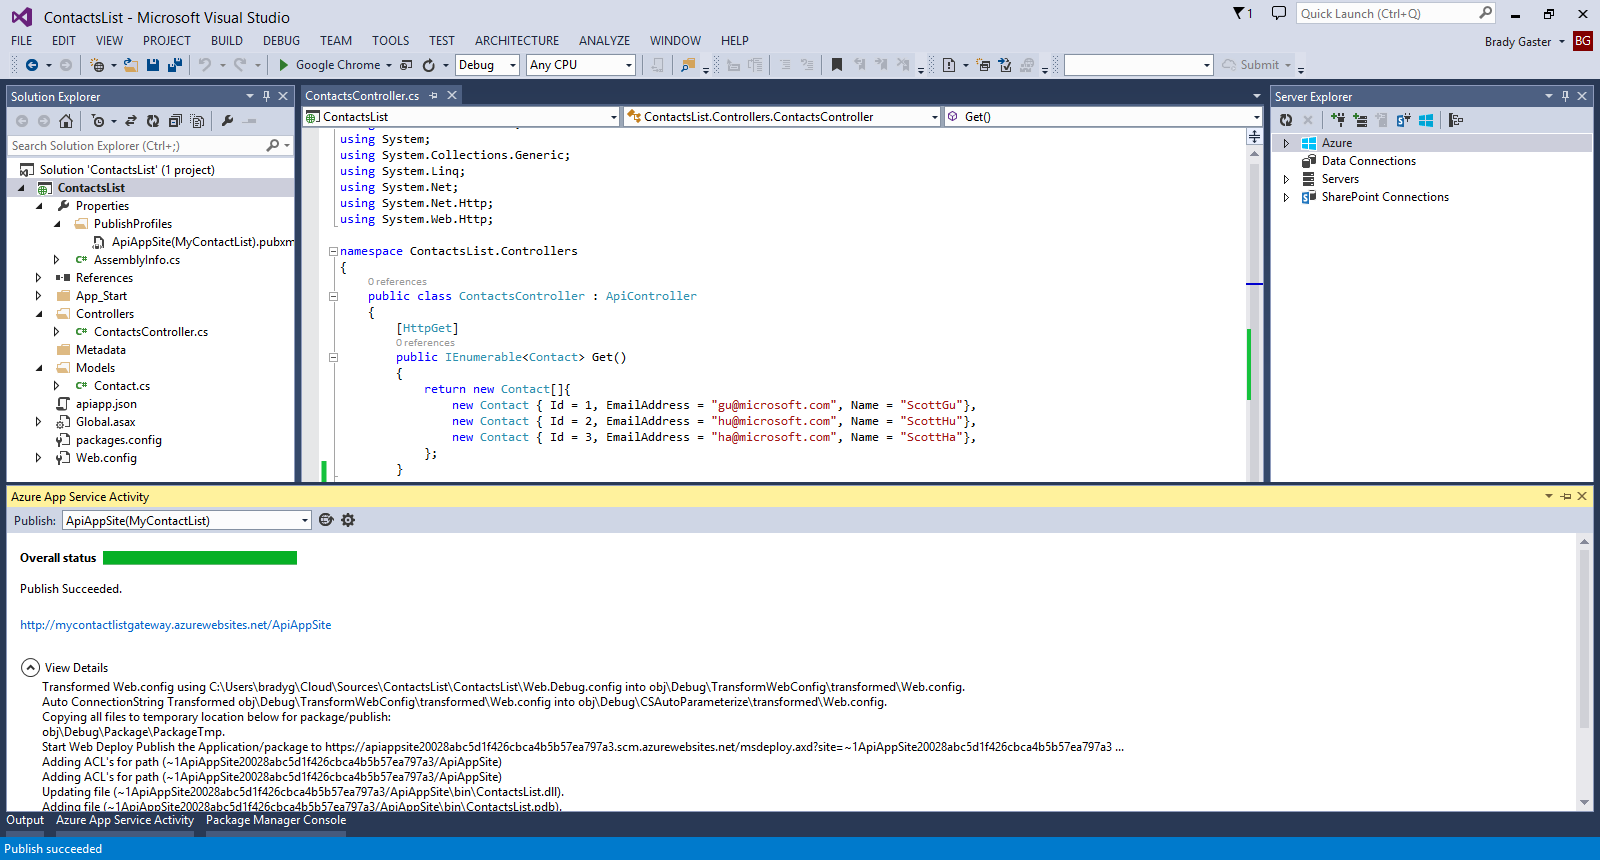 ContactsList - Microsoft Visual Studio
1
Quick Launch (Ctrl+Q)
FILE EDIT VIEW PROJECT BUILD DEBUG TEAM TOOLS TEST ARCHITECTURE ANALYZE WINDOW HELP
Brady Gaster BG
Google Chrome Debug Any CPU Submit
Solution Explorer
Search Solution Explorer (Ctrl+;)
Solution 'ContactsList' (1 project)
ContactsList
Properties
PublishProfiles
ApiAppSite(MyContactList).pubxm
C# AssemblyInfo.cs
References
App_Start
Controllers
C# ContactsController.cs
Metadata
Models
C# Contact.cs
apiapp.json
Global.asax
packages.config
Web.config
ContactsController.cs
ContactsList ContactsList.Controllers.ContactsController Get()
using System;
using System.Collections.Generic;
using System.Linq;
using System.Net;
using System.Net.Http;
using System.Web.Http;
namespace ContactsList.Controllers
{
0 references
public class ContactsController : ApiController
{
[HttpGet]
0 references
public IEnumerable<Contact> Get()
{
return new Contact[]{
new Contact { Id = 1, EmailAddress = "gu@microsoft.com", Name = "ScottGu"},
new Contact { Id = 2, EmailAddress = "hu@microsoft.com", Name = "ScottHu"},
new Contact { Id = 3, EmailAddress = "ha@microsoft.com", Name = "ScottHa"},
};
}
Server Explorer
Azure
Data Connections
Servers
SharePoint Connections
Azure App Service Activity
Publish: ApiAppSite(MyContactList)
Overall status
Publish Succeeded.
http://mycontactlistgateway.azurewebsites.net/ApiAppSite
View Details
Transformed Web.config using C:\Users\bradyg\Cloud\Sources\ContactsList\ContactsList\Web.Debug.config into obj\Debug\TransformWebConfig\transformed\Web.config.
Auto ConnectionString Transformed obj\Debug\TransformWebConfig\transformed\Web.config into obj\Debug\CSAutoParameterize\transformed\Web.config.
Copying all files to temporary location below for package/publish:
obj\Debug\Package\PackageTmp.
Start Web Deploy Publish the Application/package to https://apiappsite20028abc5d1f426cbca4b5b57ea797a3.scm.azurewebsites.net/msdeploy.axd?site=~1ApiAppSite20028abc5d1f426cbca4b5b57ea797a3 ...
Adding ACL's for path (~1ApiAppSite20028abc5d1f426cbca4b5b57ea797a3/ApiAppSite)
Adding ACL's for path (~1ApiAppSite20028abc5d1f426cbca4b5b57ea797a3/ApiAppSite)
Updating file (~1ApiAppSite20028abc5d1f426cbca4b5b57ea797a3/ApiAppSite\bin\ContactsList.dll).
Adding file (~1ApiAppSite20028abc5d1f426cbca4b5b57ea797a3/ApiAppSite\bin\ContactsList.pdb).
Output Azure App Service Activity Package Manager Console
Publish succeeded